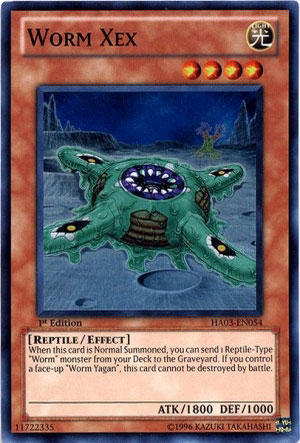 WORM XEX
LIGHT
光
1st Edition
HA03-EN054
[REPTILE / EFFECT]
When this card is Normal Summoned, you can send 1 Reptile-Type
"Worm" monster from your Deck to the Graveyard. If you control
a face-up "Worm Yagan", this card cannot be destroyed by battle.
ATK/1800 DEF/1000
11722335
©1996 KAZUKI TAKAHASHI